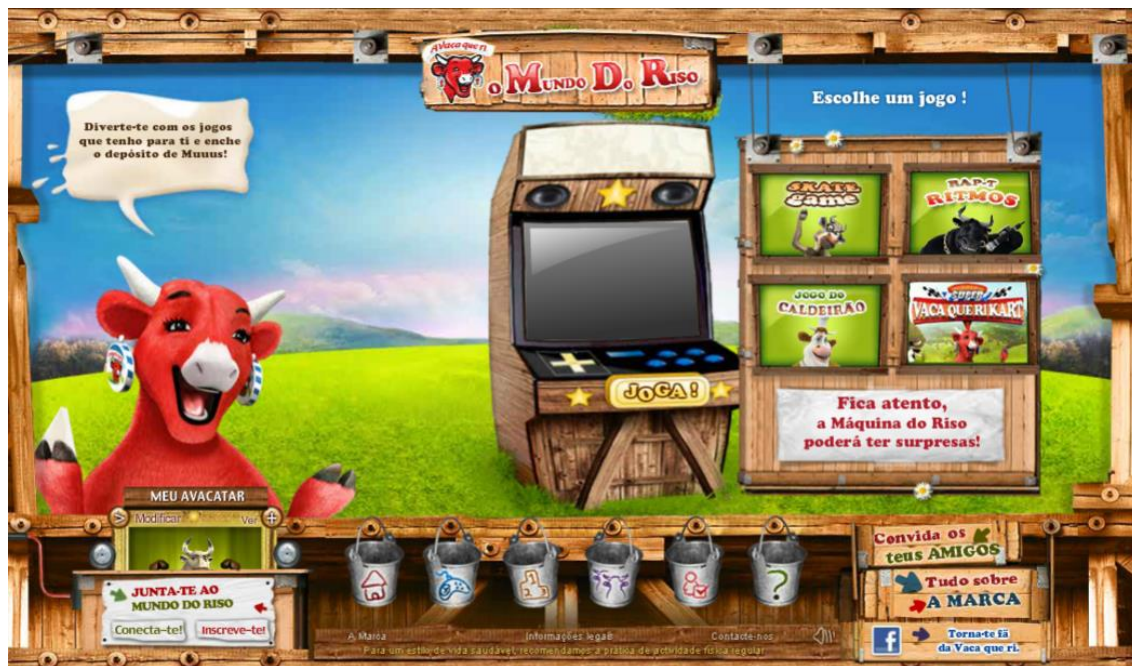 A Vaca que ri
O MUNDO DO RISO
Diverte-te com os jogos
que tenho para ti e enche
o depósito de Muuus!
Escolhe um jogo !
SKATE
game
RAP-T
RITMOS
JOGO DO
CALDEIRÃO
SUPER
VACA QUE RI KART
JOGA !
Fica atento,
a Máquina do Riso
poderá ter surpresas!
MEU AVACATAR
Modificar
Ver
JUNTA-TE AO
MUNDO DO RISO
Conecta-te!
Inscreve-te!
Convida os
teus AMIGOS
Tudo sobre
A MARCA
Torna-te fã
da Vaca que ri.
A Marca
Informações legais
Contacte-nos
Para um estilo de vida saudável, recomendamos a prática de actividade física regular